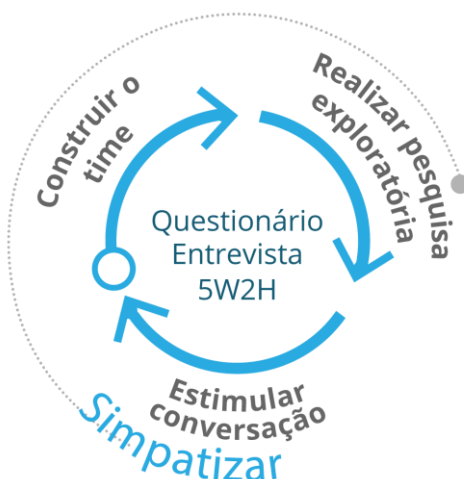 Construir o
time
Realizar pesquisa
exploratória
Questionário
Entrevista
5W2H
Estimular
conversação
Simpatizar